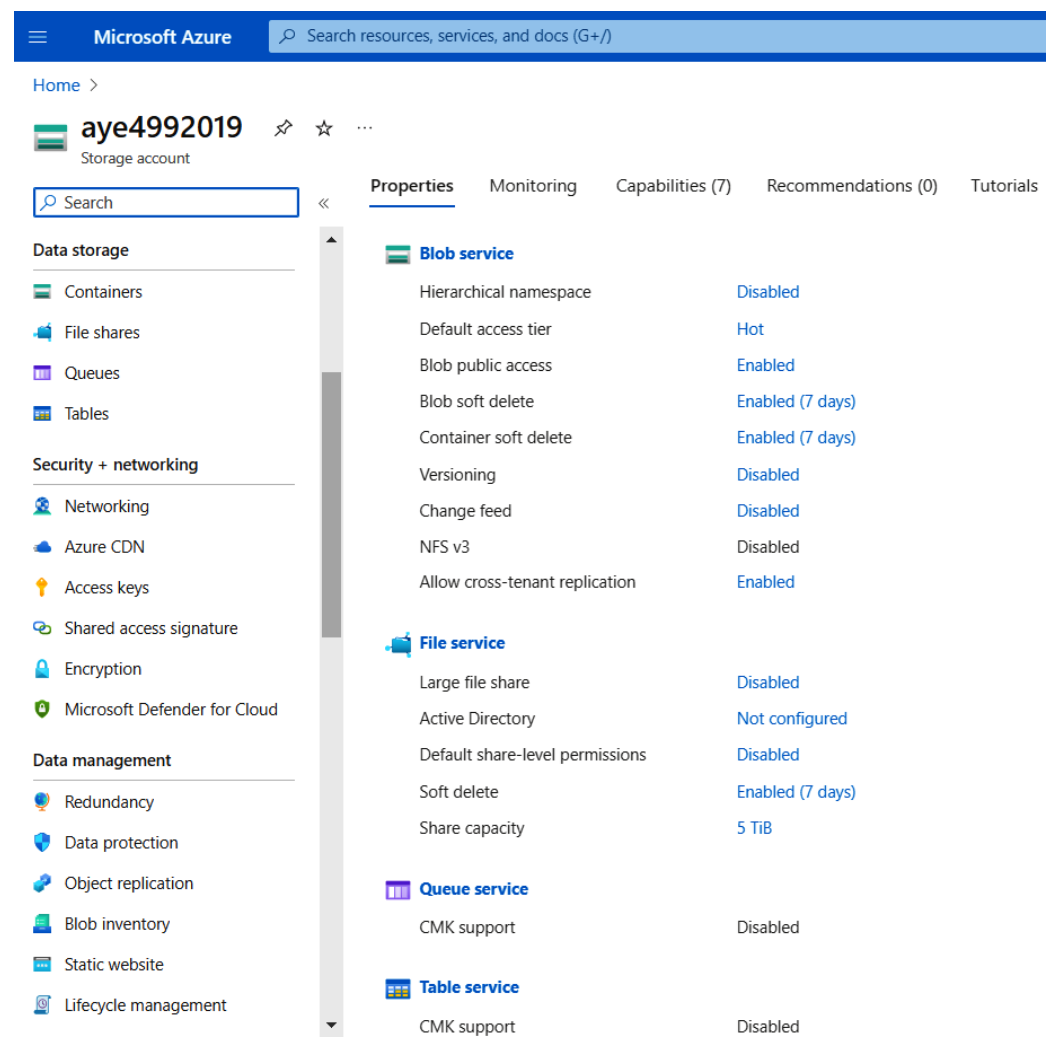 Microsoft Azure
Search resources, services, and docs (G+/)
Home >
aye4992019
Storage account
Search
«
Data storage
Containers
File shares
Queues
Tables
Security + networking
Networking
Azure CDN
Access keys
Shared access signature
Encryption
Microsoft Defender for Cloud
Data management
Redundancy
Data protection
Object replication
Blob inventory
Static website
Lifecycle management
Properties Monitoring Capabilities (7) Recommendations (0) Tutorials
Blob service
Hierarchical namespace Disabled
Default access tier Hot
Blob public access Enabled
Blob soft delete Enabled (7 days)
Container soft delete Enabled (7 days)
Versioning Disabled
Change feed Disabled
NFS v3 Disabled
Allow cross-tenant replication Enabled
File service
Large file share Disabled
Active Directory Not configured
Default share-level permissions Disabled
Soft delete Enabled (7 days)
Share capacity 5 TiB
Queue service
CMK support Disabled
Table service
CMK support Disabled